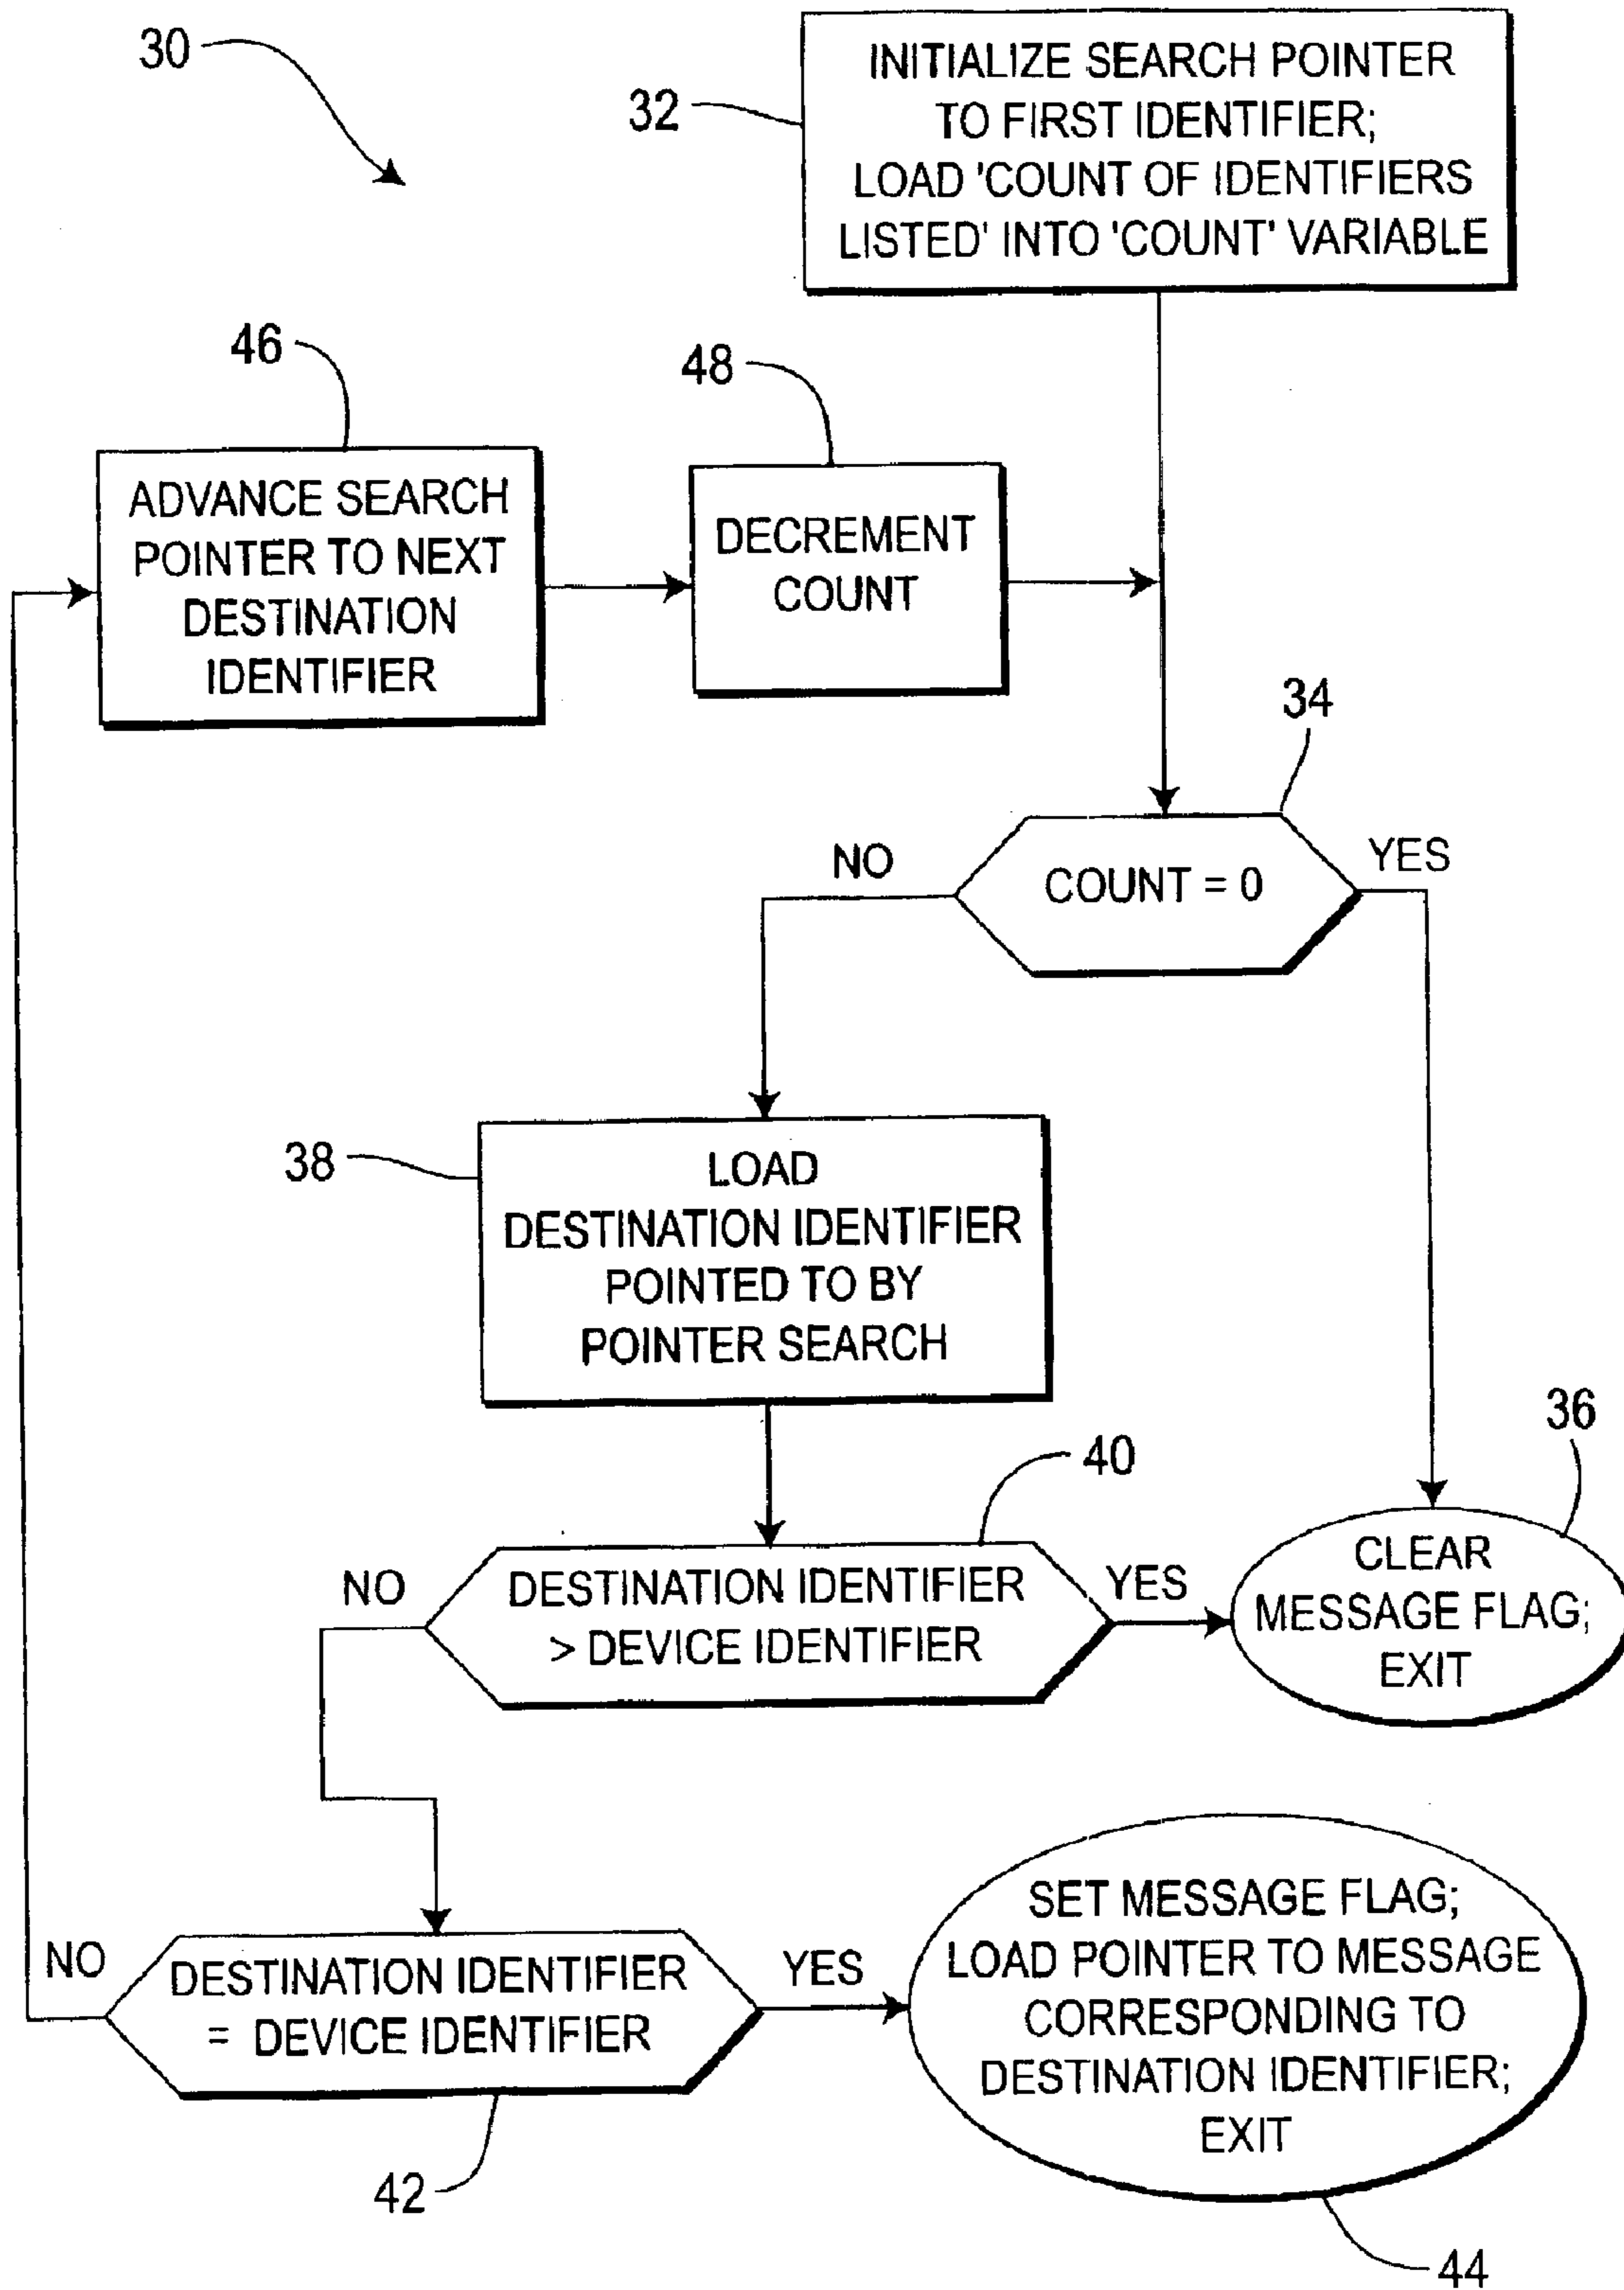 30
32
INITIALIZE SEARCH POINTER
TO FIRST IDENTIFIER;
LOAD 'COUNT OF IDENTIFIERS
LISTED' INTO 'COUNT' VARIABLE
46
48
ADVANCE SEARCH
POINTER TO NEXT
DESTINATION
IDENTIFIER
DECREMENT
COUNT
34
NO
COUNT = 0
YES
38
LOAD
DESTINATION IDENTIFIER
POINTED TO BY
POINTER SEARCH
36
40
NO
DESTINATION IDENTIFIER
> DEVICE IDENTIFIER
YES
CLEAR
MESSAGE FLAG;
EXIT
NO
DESTINATION IDENTIFIER
= DEVICE IDENTIFIER
YES
SET MESSAGE FLAG;
LOAD POINTER TO MESSAGE
CORRESPONDING TO
DESTINATION IDENTIFIER;
EXIT
42
44